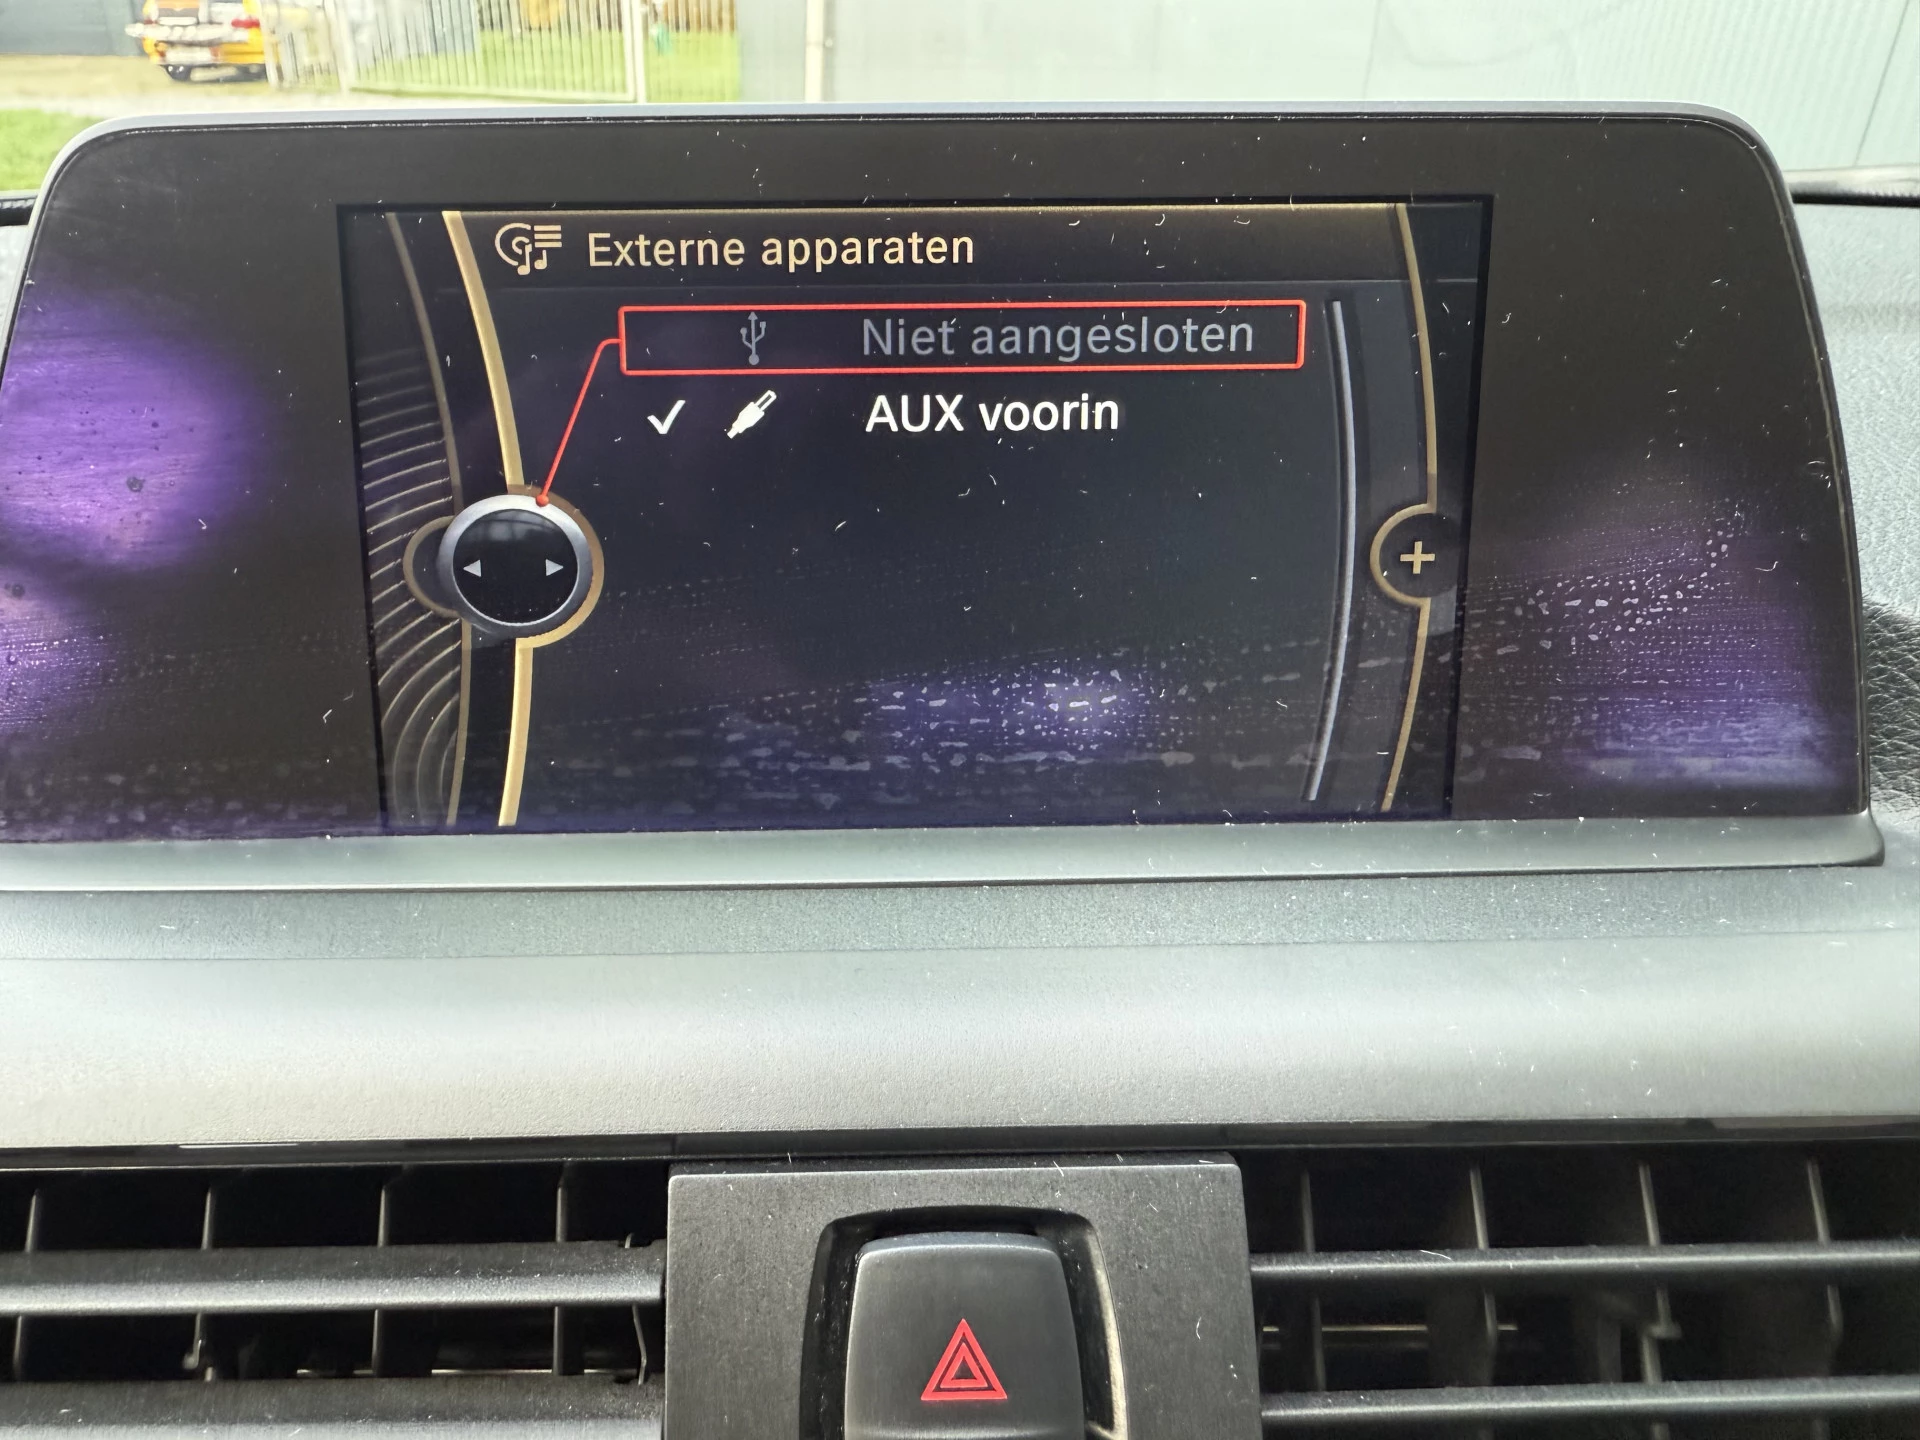 Externe apparaten
Niet aangesloten
AUX voorin